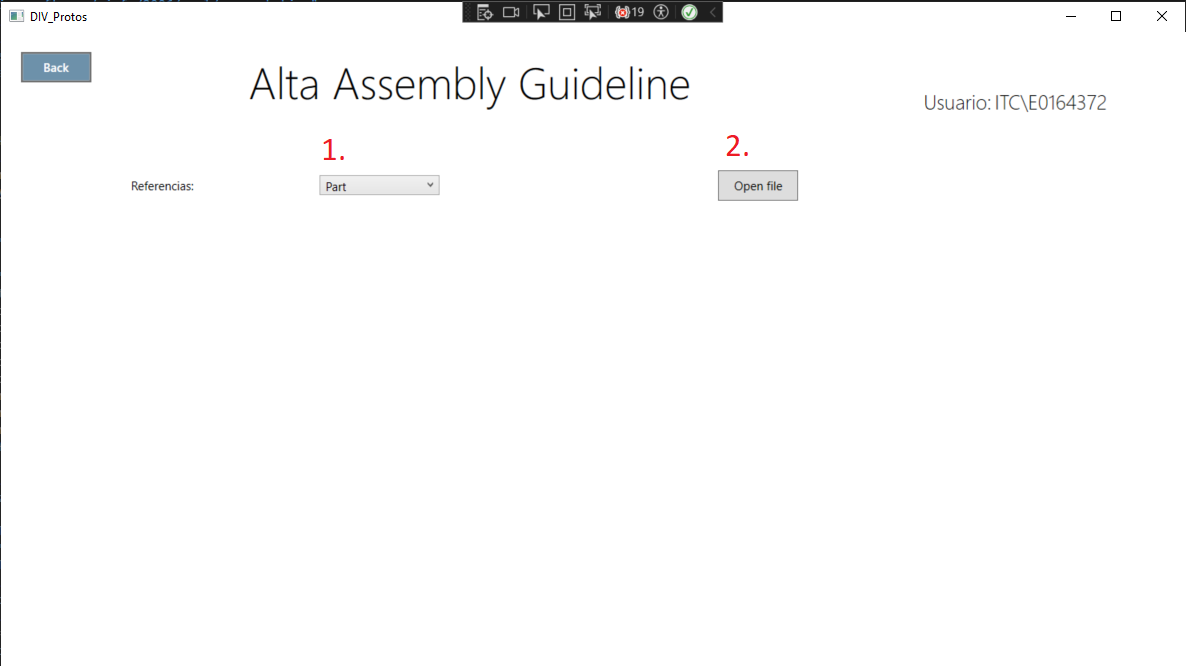 DIV_Protos
19
Back
Alta Assembly Guideline
Usuario: ITC\E0164372
1.
2.
Referencias:
Part
Open file